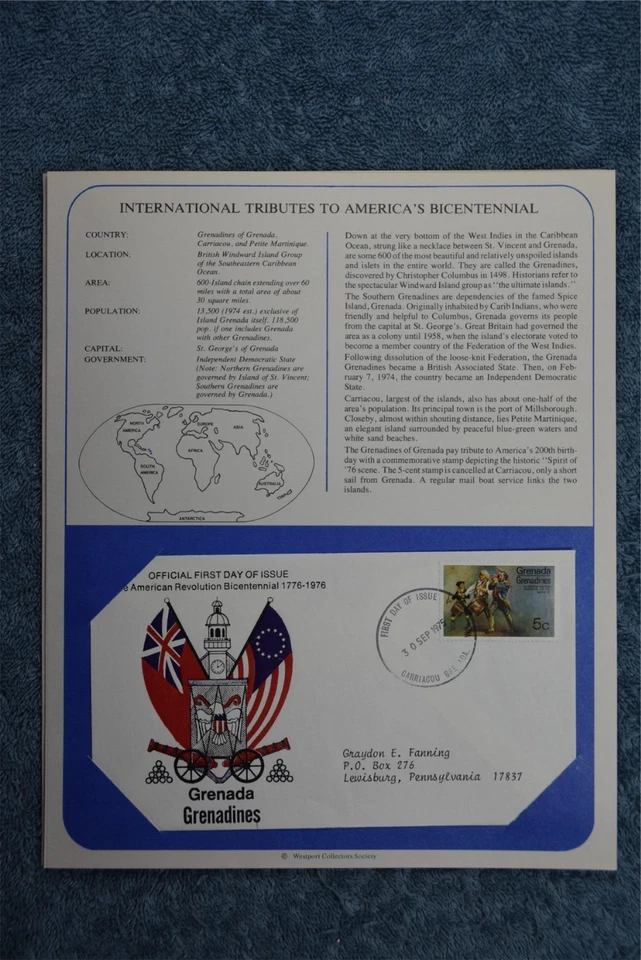 INTERNATIONAL TRIBUTES TO AMERICA'S BICENTENNIAL
COUNTRY: Grenadines of Grenada.
Carriacou, and Petite Martinique.
LOCATION: British Windward Island Group
of the Southeastern Caribbean
Ocean.
AREA: 600-Island chain extending over 60
miles with a total area of about
30 square miles.
POPULATION: 13,500 (1974 est.) exclusive of
Island Grenada itself. 118,500
pop. if one includes Grenada
with other Grenadines.
CAPITAL: St. George's of Grenada
GOVERNMENT: Independent Democratic State
(Note: Northern Grenadines are
governed by Island of St. Vincent;
Southern Grenadines are
governed by Grenada.)
NORTH
AMERICA
EUROPE
ASIA
AFRICA
SOUTH
AMERICA
AUSTRALIA
ANTARCTICA
Down at the very bottom of the West Indies in the Caribbean
Ocean, strung like a necklace between St. Vincent and Grenada,
are some 600 of the most beautiful and relatively unspoiled islands
and islets in the entire world. They are called the Grenadines,
discovered by Christopher Columbus in 1498. Historians refer to
the spectacular Windward Island group as "the ultimate islands."
The Southern Grenadines are dependencies of the famed Spice
Island, Grenada. Originally inhabited by Carib Indians, who were
friendly and helpful to Columbus, Grenada governs its people
from the capital at St. George's. Great Britain had governed the
area as a colony until 1958, when the island's electorate voted to
become a member country of the Federation of the West Indies.
Following dissolution of the loose-knit Federation, the Grenada
Grenadines became a British Associated State. Then, on Feb-
ruary 7, 1974, the country became an Independent Democratic
State.
Carriacou, largest of the islands, also has about one-half of the
area's population. Its principal town is the port of Millsborough.
Closeby, almost within shouting distance, lies Petite Martinique,
an elegant island surrounded by peaceful blue-green waters and
white sand beaches.
The Grenadines of Grenada pay tribute to America's 200th birth-
day with a commemorative stamp depicting the historic "Spirit of
'76 scene. The 5-cent stamp is cancelled at Carriacou, only a short
sail from Grenada. A regular mail boat service links the two
islands.
OFFICIAL FIRST DAY OF ISSUE
e American Revolution Bicentennial 1776-1976
Grenada
Grenadines
FIRST DAY OF ISSUE
30 SEP 1975
CARRIACOU
Grenada
Grenadines
5c
Graydon E. Fanning
P.O. Box 276
Lewisburg, Pennsylvania 17837
© Westport Collectors Society